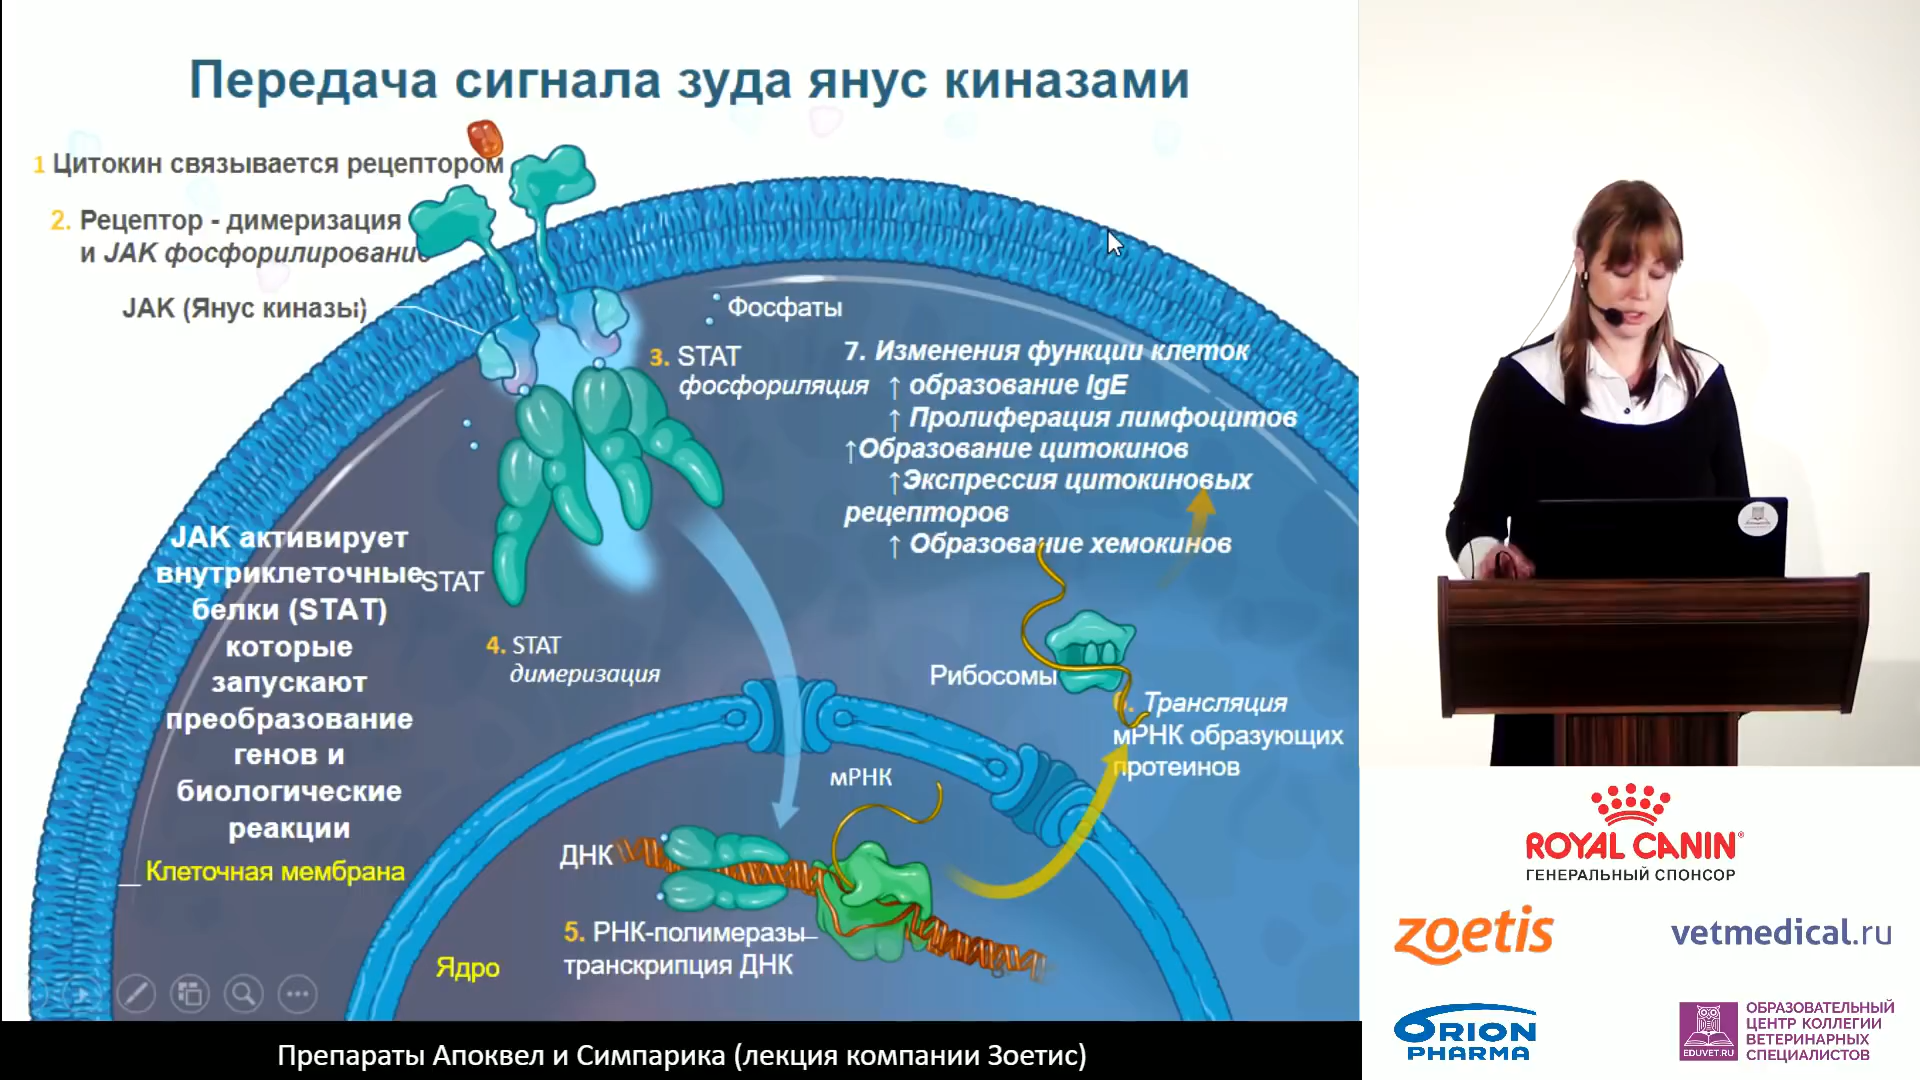 Передача сигнала зуда янус киназами
1 Цитокин связывается рецептором
2. Рецептор - димеризация
и JAK фосфорилирование
JAK (Янус киназы)
Фосфаты
3. STAT
фосфориляция
7. Изменения функции клеток
↑ образование IgE
↑ Пролиферация лимфоцитов
↑Образование цитокинов
↑Экспрессия цитокиновых
рецепторов
↑ Образование хемокинов
JAK активирует
внутриклеточные
белки (STAT)
которые
запускают
преобразование
генов и
биологические
реакции
STAT
4. STAT
димеризация
Рибосомы
Трансляция
мРНК образующих
протеинов
мРНК
ДНК
Клеточная мембрана
5. РНК-полимеразы
транскрипция ДНК
Ядро
Препараты Апоквел и Симпарика (лекция компании Зоетис)
ROYAL CANIN®
ГЕНЕРАЛЬНЫЙ СПОНСОР
zoetis
vetmedical.ru
ORION
PHARMA
EDUVET.RU
ОБРАЗОВАТЕЛЬНЫЙ
ЦЕНТР КОЛЛЕГИИ
ВЕТЕРИНАРНЫХ
СПЕЦИАЛИСТОВ